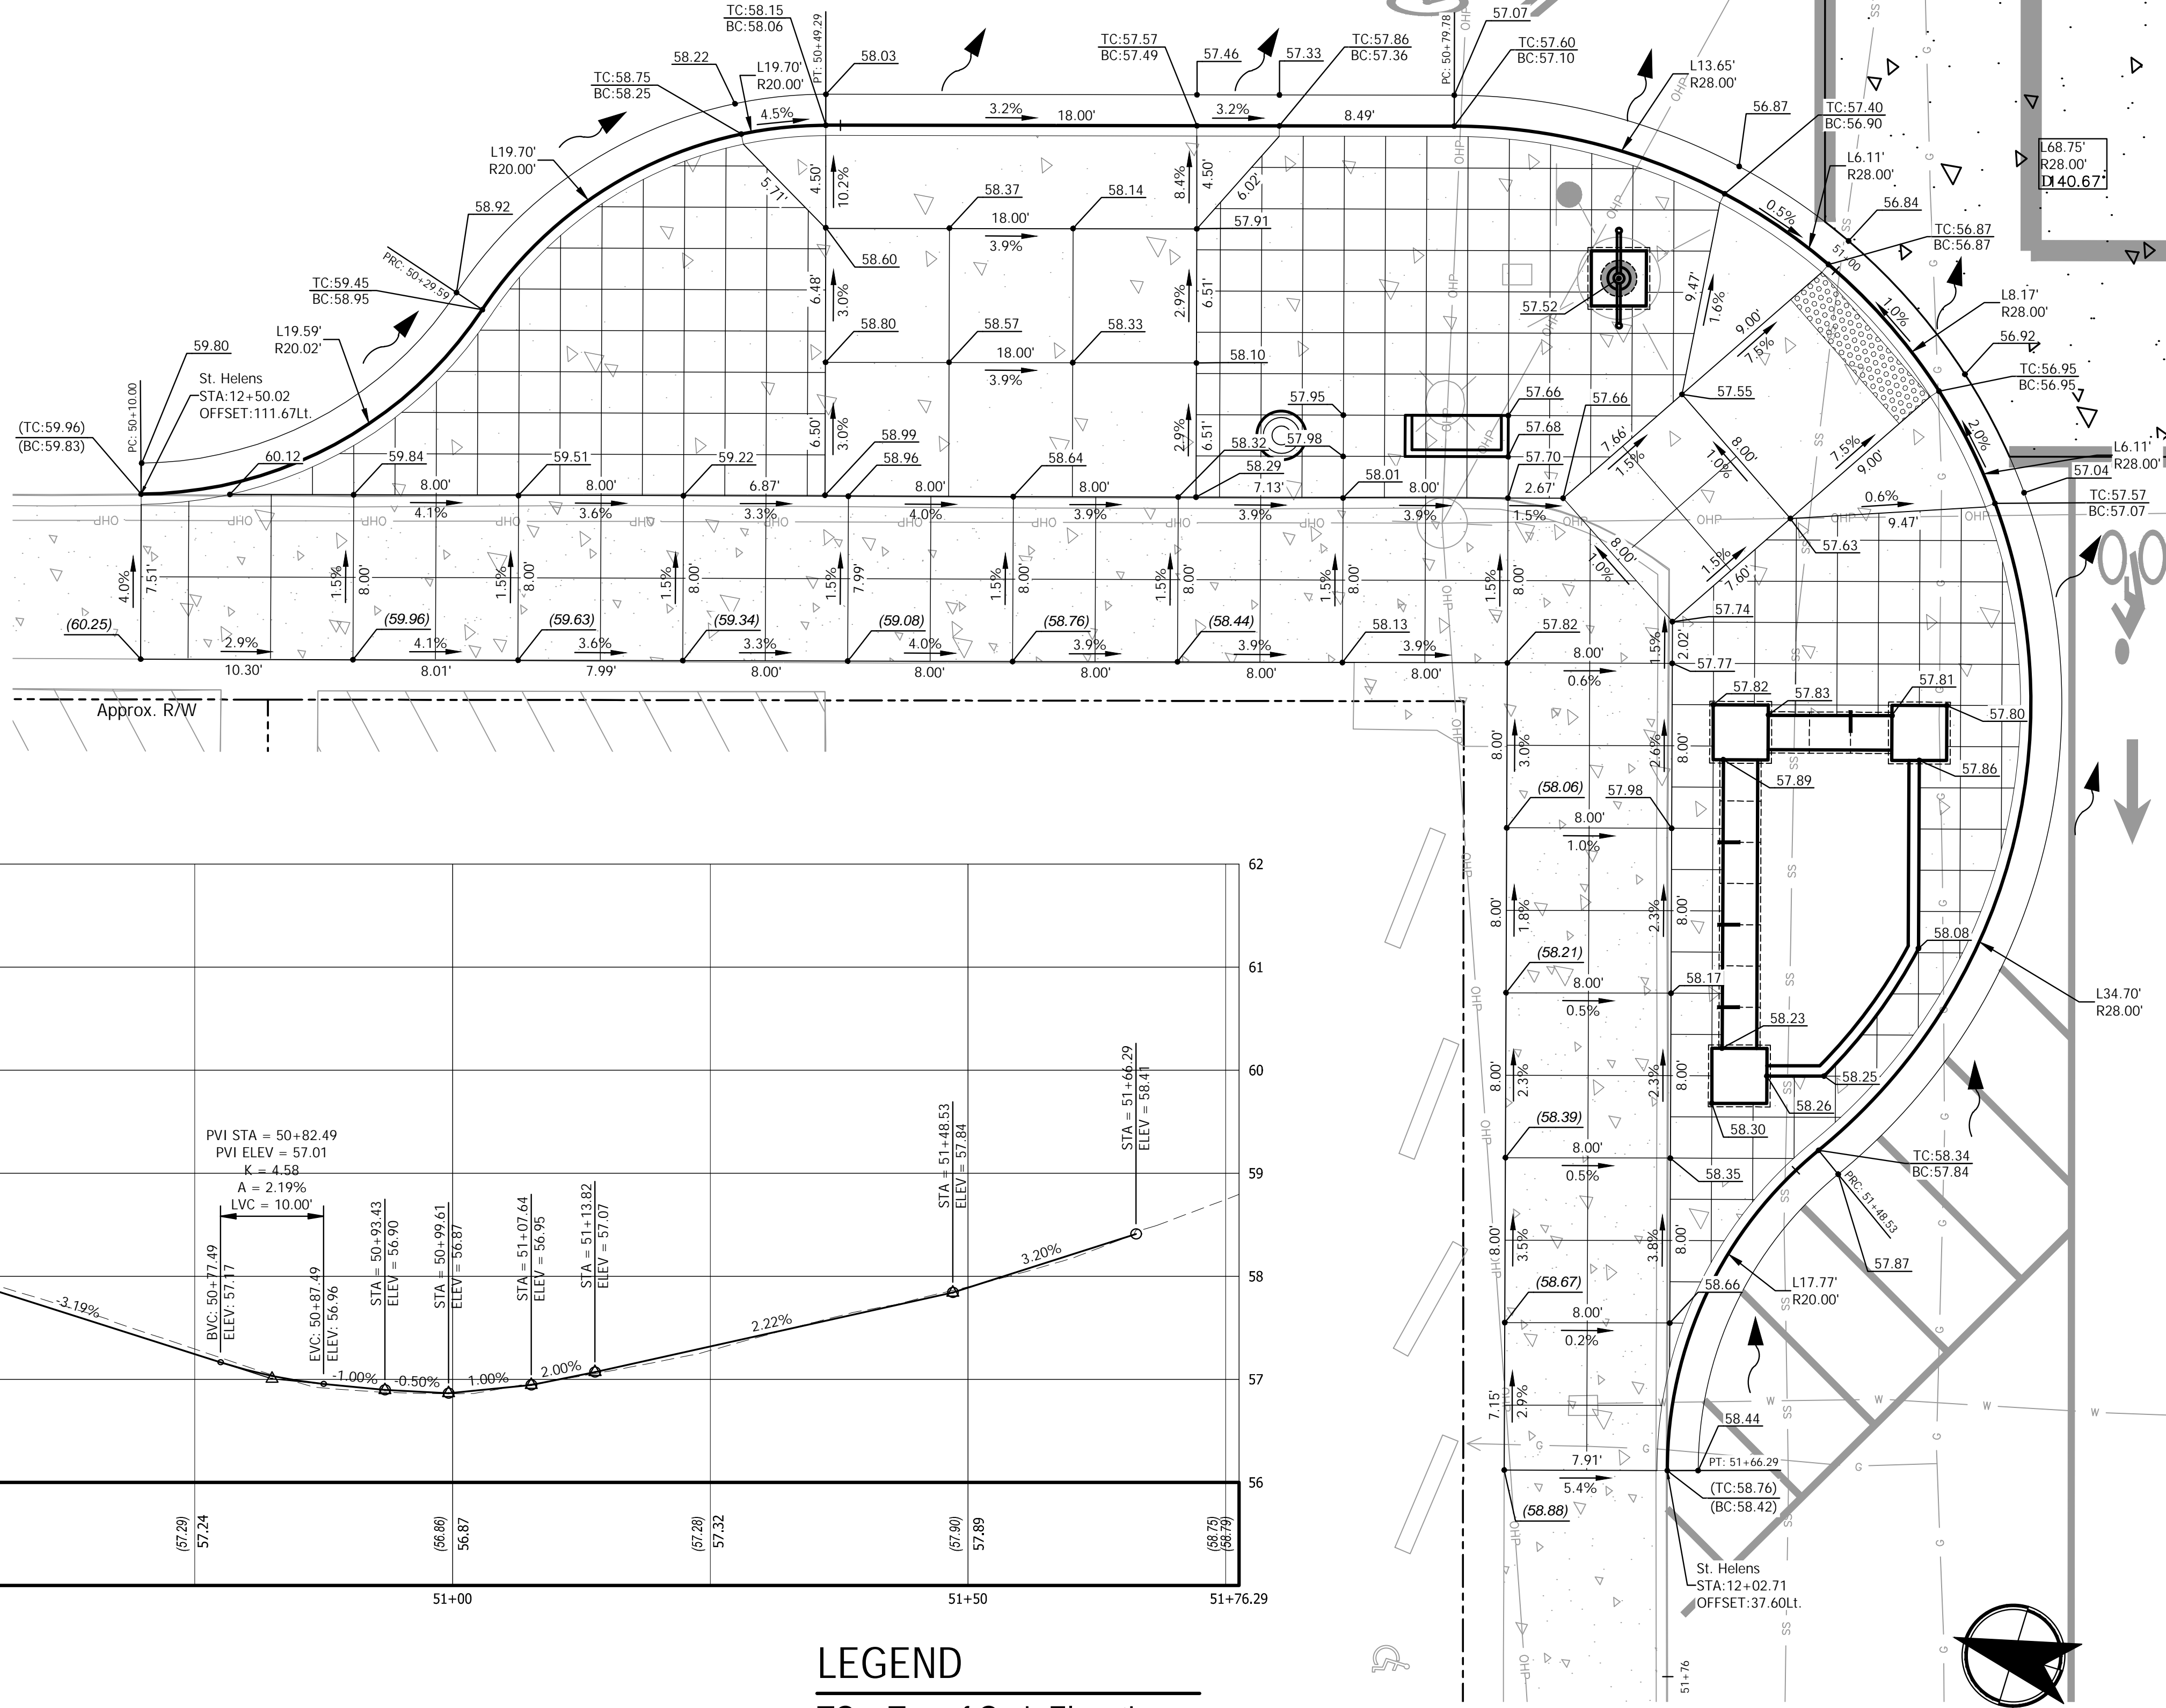 TC:58.15
BC:58.06
PT: 50+49.29
58.03
58.22
L19.70'
R20.00'
TC:58.75
BC:58.25
4.5%
3.2%
18.00'
TC:57.57
BC:57.49
57.46
57.33
TC:57.86
BC:57.36
3.2%
8.49'
PC: 50+79.78
57.07
TC:57.60
BC:57.10
L13.65'
R28.00'
56.87
TC:57.40
BC:56.90
L6.11'
R28.00'
L68.75'
R28.00'
D140.67°
56.84
TC:56.87
BC:56.87
0.5%
51+00
L8.17'
R28.00'
1.0%
56.92
TC:56.95
BC:56.95
2.0%
L6.11'
R28.00'
57.04
TC:57.57
BC:57.07
L19.70'
R20.00'
58.92
PRC: 50+29.59
TC:59.45
BC:58.95
L19.59'
R20.02'
59.80
PC: 50+10.00
St. Helens
STA:12+50.02
OFFSET:111.67Lt.
(TC:59.96)
(BC:59.83)
60.12
59.84
59.51
59.22
58.99
58.96
58.64
58.32
58.29
58.01
5.71'
4.50'
10.2%
8.4%
4.50'
6.02'
58.37
58.14
57.91
18.00'
3.9%
58.60
6.48'
3.0%
2.9%
6.51'
58.80
58.57
58.33
58.10
18.00'
3.9%
6.50'
3.0%
2.9%
6.51'
57.52
57.95
57.98
57.66
57.68
57.70
57.66
57.55
9.47'
1.6%
9.00'
7.5%
7.66'
1.5%
8.00'
1.0%
7.5%
9.00'
0.6%
9.47'
57.63
8.00'
1.0%
1.5%
7.60'
57.74
8.00'
4.1%
8.00'
3.6%
6.87'
3.3%
8.00'
4.0%
8.00'
3.9%
7.13'
3.9%
8.00'
3.9%
2.67'
1.5%
OHP
OHP
OHP
OHP
OHP
OHP
OHP
OHP
OHP
OHP
OHP
OHP
4.0%
7.51'
1.5%
8.00'
1.5%
8.00'
1.5%
8.00'
1.5%
7.99'
1.5%
8.00'
1.5%
8.00'
1.5%
8.00'
1.5%
8.00'
1.5%
2.02'
(60.25)
(59.96)
(59.63)
(59.34)
(59.08)
(58.76)
(58.44)
58.13
57.82
57.77
2.9%
4.1%
3.6%
3.3%
4.0%
3.9%
3.9%
3.9%
8.00'
0.6%
10.30'
8.01'
7.99'
8.00'
8.00'
8.00'
8.00'
8.00'
Approx. R/W
57.82
57.83
57.81
57.80
57.86
57.89
8.00'
3.0%
2.6%
8.00'
(58.06)
57.98
8.00'
1.0%
8.00'
1.8%
2.3%
8.00'
58.08
(58.21)
58.17
8.00'
0.5%
58.23
L34.70'
R28.00'
8.00'
2.3%
2.3%
8.00'
58.25
58.26
58.30
(58.39)
8.00'
0.5%
58.35
TC:58.34
BC:57.84
PRC: 51+48.53
57.87
8.00'
3.5%
3.8%
8.00'
(58.67)
58.66
L17.77'
R20.00'
8.00'
0.2%
7.15'
2.9%
58.44
7.91'
5.4%
PT: 51+66.29
(TC:58.76)
(BC:58.42)
(58.88)
St. Helens
STA:12+02.71
OFFSET:37.60Lt.
51+76
62
61
60
59
58
57
56
PVI STA = 50+82.49
PVI ELEV = 57.01
K = 4.58
A = 2.19%
LVC = 10.00'
BVC: 50+77.49
ELEV: 57.17
EVC: 50+87.49
ELEV: 56.96
STA = 50+93.43
ELEV = 56.90
STA = 50+99.61
ELEV = 56.87
STA = 51+07.64
ELEV = 56.95
STA = 51+13.82
ELEV = 57.07
STA = 51+48.53
ELEV = 57.84
STA = 51+66.29
ELEV = 58.41
-3.19%
-1.00%
-0.50%
1.00%
2.00%
2.22%
3.20%
(57.29)
57.24
(56.86)
56.87
(57.28)
57.32
(57.90)
57.89
(58.75)
(58.79)
51+00
51+50
51+76.29
LEGEND